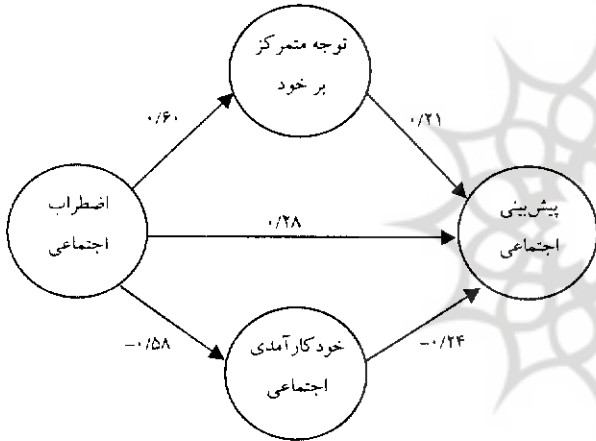 توجه متمرکز
بر خود
۰/۶۰
۰/۲۱
اضطراب
اجتماعی
۰/۲۸
پیش‌بینی
اجتماعی
-۰/۵۸
خودکارآمدی
اجتماعی
-۰/۲۴